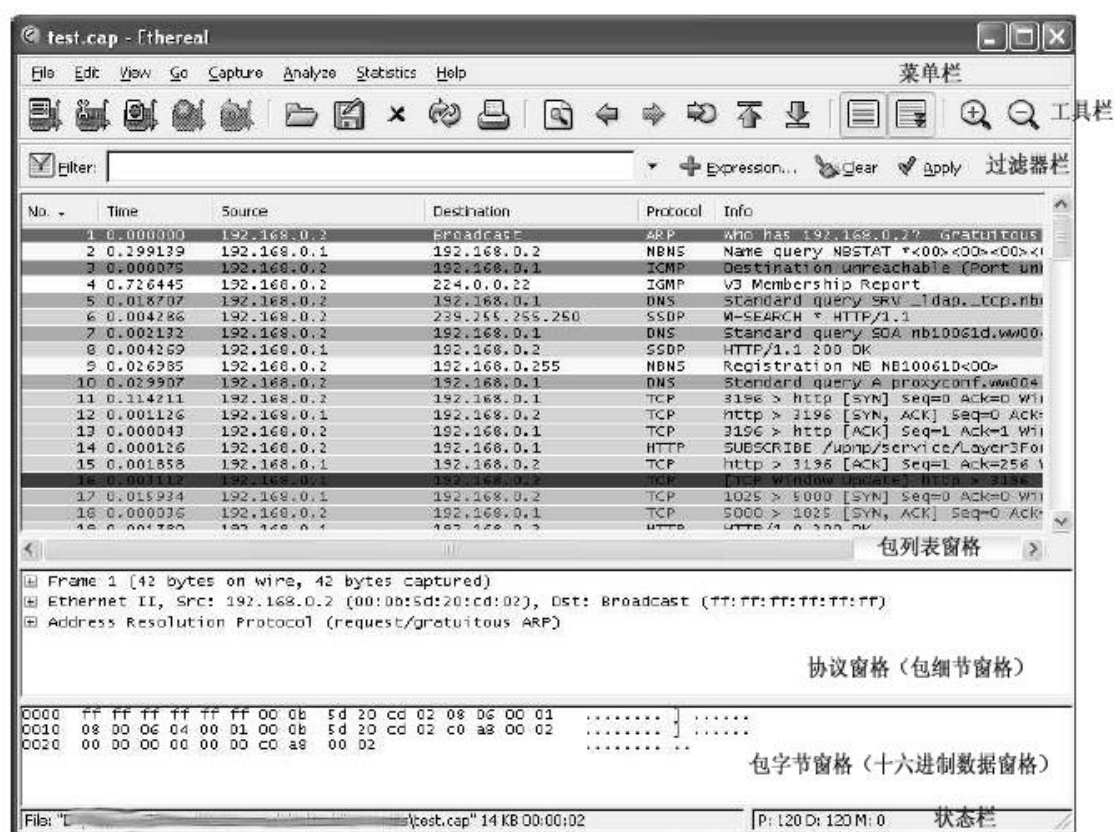 test.cap - Ethereal
File Edit View Go Capture Analyze Statistics Help 菜单栏
工具栏
Filter: Expression... Clear Apply 过滤器栏
No. Time Source Destination Protocol Info
1 0.000000 192.168.0.2 Broadcast ARP Who has 192.168.0.2? Gratuitous
2 0.299139 192.168.0.1 192.168.0.2 NBNS Name query NBSTAT *<00><00><00><
3 0.000075 192.168.0.2 192.168.0.1 ICMP Destination unreachable (Port un
4 0.726445 192.168.0.2 224.0.0.22 IGMP V3 Membership Report
5 0.018707 192.168.0.2 192.168.0.1 DNS Standard query SRV _ldap._tcp.nb
6 0.004286 192.168.0.2 239.255.255.250 SSDP M-SEARCH * HTTP/1.1
7 0.002132 192.168.0.2 192.168.0.1 DNS Standard query SOA nb10061d.ww00
8 0.004269 192.168.0.1 192.168.0.2 SSDP HTTP/1.1 200 OK
9 0.026985 192.168.0.2 192.168.0.255 NBNS Registration NB NB10061D<00>
10 0.029907 192.168.0.2 192.168.0.1 DNS Standard query A proxyconf.ww004
11 0.114211 192.168.0.2 192.168.0.1 TCP 3196 > http [SYN] Seq=0 Ack=0 Wi
12 0.001126 192.168.0.1 192.168.0.2 TCP http > 3196 [SYN, ACK] Seq=0 Ack
13 0.000043 192.168.0.2 192.168.0.1 TCP 3196 > http [ACK] Seq=1 Ack=1 Wi
14 0.000126 192.168.0.2 192.168.0.1 HTTP SUBSCRIBE /upnp/service/Layer3Fo
15 0.001858 192.168.0.1 192.168.0.2 TCP http > 3196 [ACK] Seq=1 Ack=256
16 0.003112 192.168.0.1 192.168.0.2 TCP [TCP Window Update] http > 3196
17 0.015934 192.168.0.1 192.168.0.2 TCP 1025 > 5000 [SYN] Seq=0 Ack=0 Wi
18 0.000036 192.168.0.2 192.168.0.1 TCP 5000 > 1025 [SYN, ACK] Seq=0 Ack
包列表窗格
Frame 1 (42 bytes on wire, 42 bytes captured)
Ethernet II, Src: 192.168.0.2 (00:0b:5d:20:cd:02), Dst: Broadcast (ff:ff:ff:ff:ff:ff)
Address Resolution Protocol (request/gratuitous ARP)
协议窗格（包细节窗格）
0000 ff ff ff ff ff ff 00 0b 5d 20 cd 02 08 06 00 01 ........ ] ......
0010 08 00 06 04 00 01 00 0b 5d 20 cd 02 c0 a8 00 02 ........ ] ......
0020 00 00 00 00 00 00 c0 a8 00 02 ........ ..
包字节窗格（十六进制数据窗格）
File: "D \test.cap" 14 KB 00:00:02 P: 120 D: 120 M: 0 状态栏